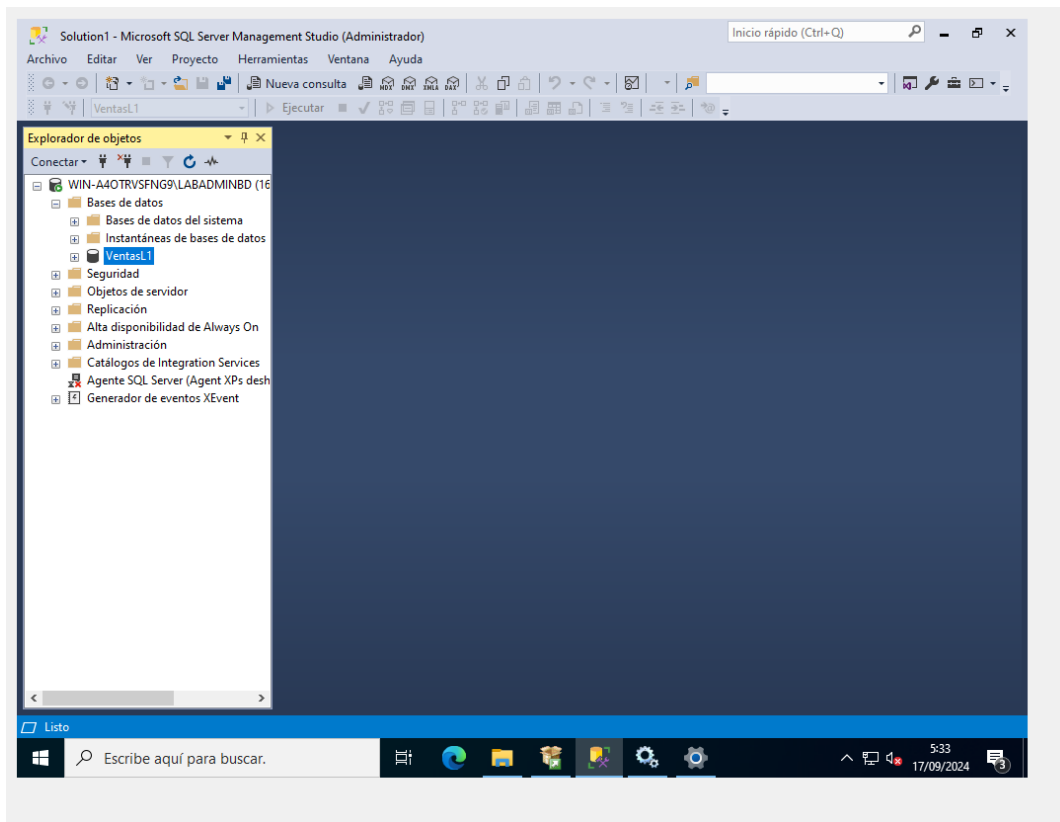 Solution1 - Microsoft SQL Server Management Studio (Administrador)
Inicio rápido (Ctrl+Q)
Archivo Editar Ver Proyecto Herramientas Ventana Ayuda
Nueva consulta MDX DMX XMLA DAX
VentasL1 Ejecutar
Explorador de objetos
Conectar
WIN-A4OTRVSFNG9\LABADMINBD (16
Bases de datos
Bases de datos del sistema
Instantáneas de bases de datos
VentasL1
Seguridad
Objetos de servidor
Replicación
Alta disponibilidad de Always On
Administración
Catálogos de Integration Services
Agente SQL Server (Agent XPs desh
Generador de eventos XEvent
Listo
Escribe aquí para buscar.
5:33
17/09/2024
3